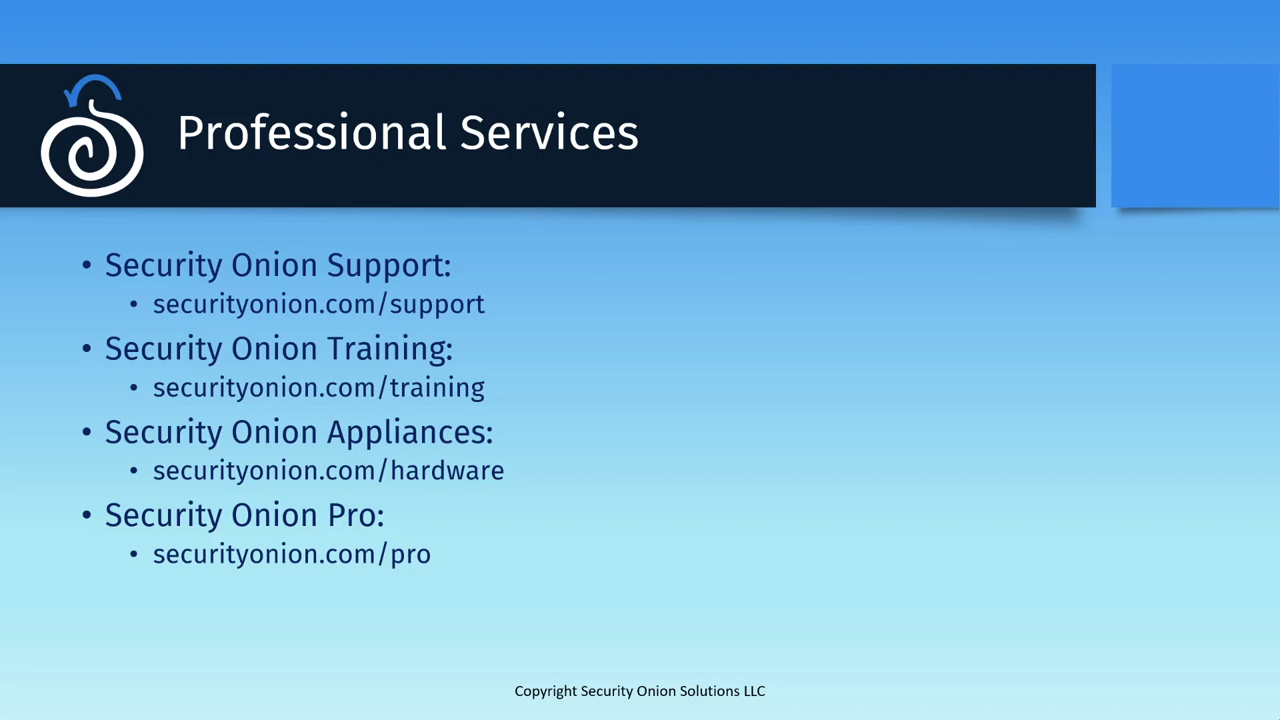 Professional Services
• Security Onion Support:
• securityonion.com/support
• Security Onion Training:
• securityonion.com/training
• Security Onion Appliances:
• securityonion.com/hardware
• Security Onion Pro:
• securityonion.com/pro
Copyright Security Onion Solutions LLC